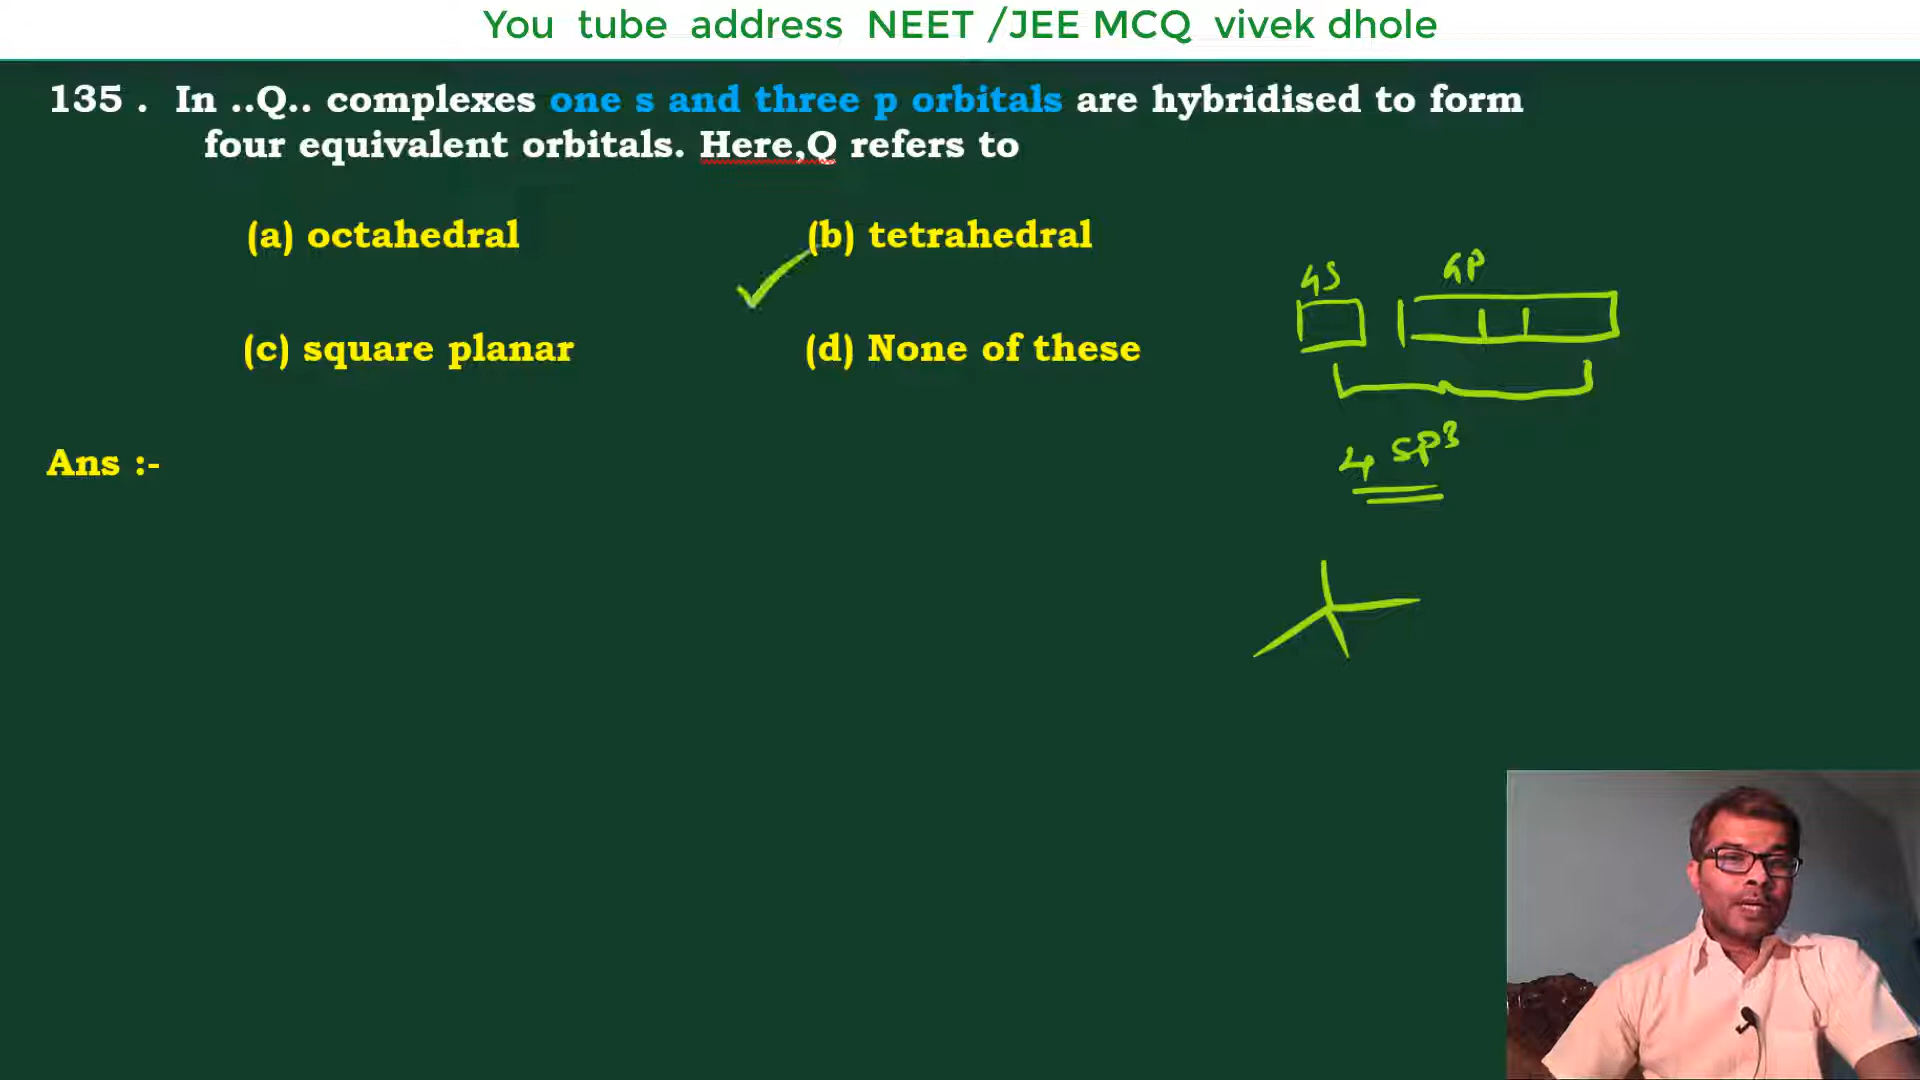 You tube address NEET /JEE MCQ vivek dhole
135 . In ..Q.. complexes one s and three p orbitals are hybridised to form
four equivalent orbitals. Here,Q refers to
(a) octahedral (b) tetrahedral
(c) square planar (d) None of these
4S 4P
4 SP³
Ans :-